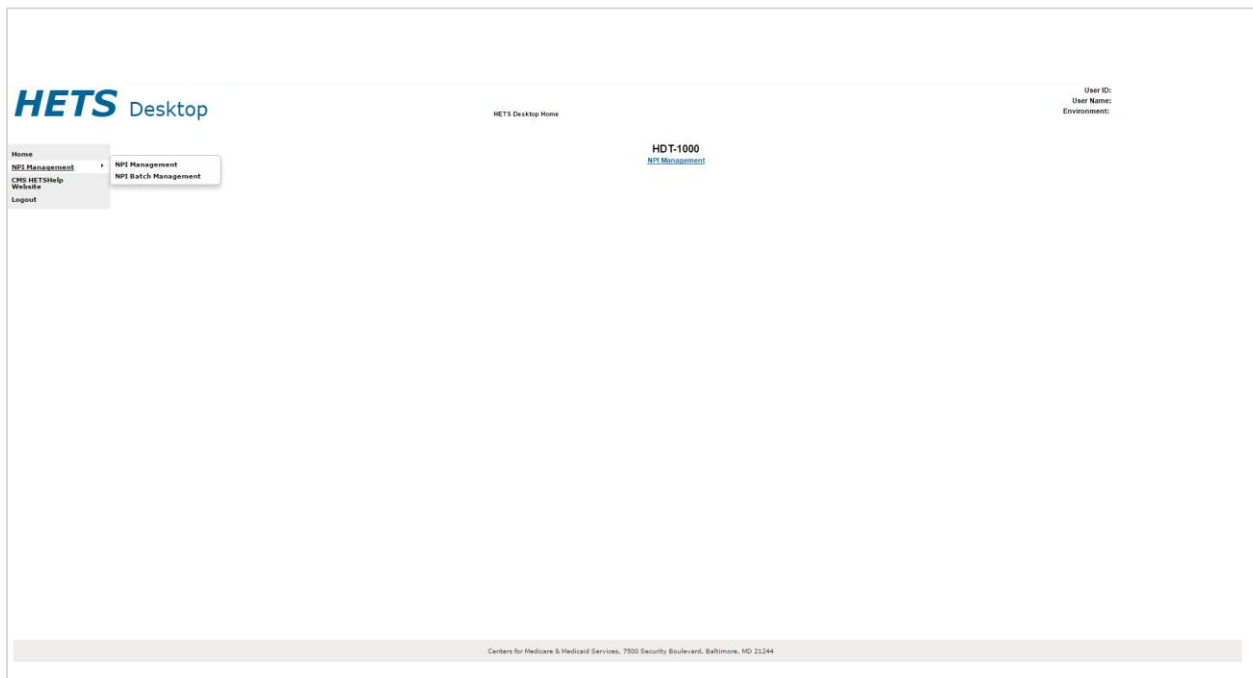 HETS Desktop
HETS Desktop Home
User ID:
User Name:
Environment:
Home
NPI Management
CMS HETSHelp
Website
Logout
NPI Management
NPI Batch Management
HDT-1000
NPI Management
Centers for Medicare & Medicaid Services, 7500 Security Boulevard, Baltimore, MD 21244